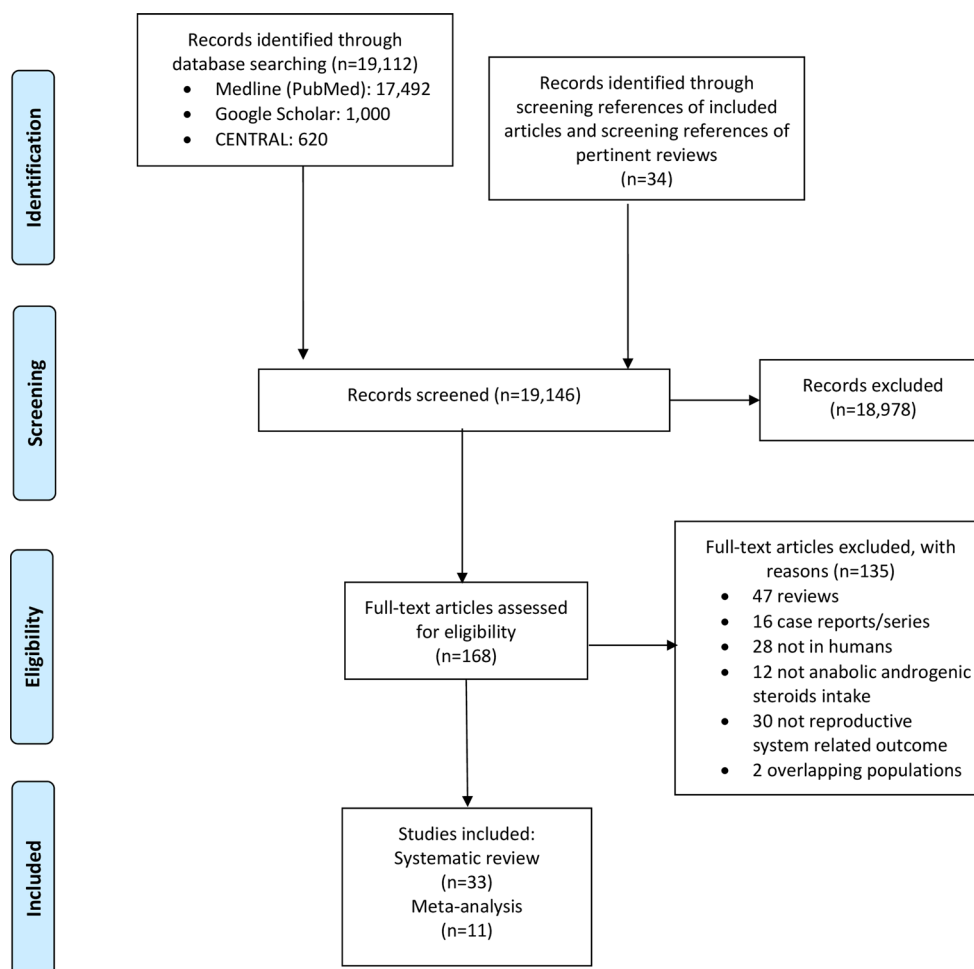 Identification
Records identified through
database searching (n=19,112)
• Medline (PubMed): 17,492
• Google Scholar: 1,000
• CENTRAL: 620
Records identified through
screening references of included
articles and screening references of
pertinent reviews
(n=34)
Screening
Records screened (n=19,146)
Records excluded
(n=18,978)
Eligibility
Full-text articles assessed
for eligibility
(n=168)
Full-text articles excluded, with
reasons (n=135)
• 47 reviews
• 16 case reports/series
• 28 not in humans
• 12 not anabolic androgenic
steroids intake
• 30 not reproductive
system related outcome
• 2 overlapping populations
Included
Studies included:
Systematic review
(n=33)
Meta-analysis
(n=11)